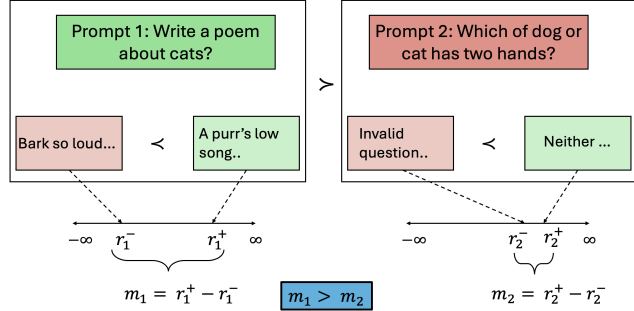 Prompt 1: Write a poem
about cats?
Prompt 2: Which of dog or
cat has two hands?
≻
Bark so loud...
≺
A purr's low
song..
Invalid
question..
≺
Neither ...
−∞
r₁⁻
r₁⁺
∞
−∞
r₂⁻
r₂⁺
∞
m₁ = r₁⁺ − r₁⁻
m₁ > m₂
m₂ = r₂⁺ − r₂⁻